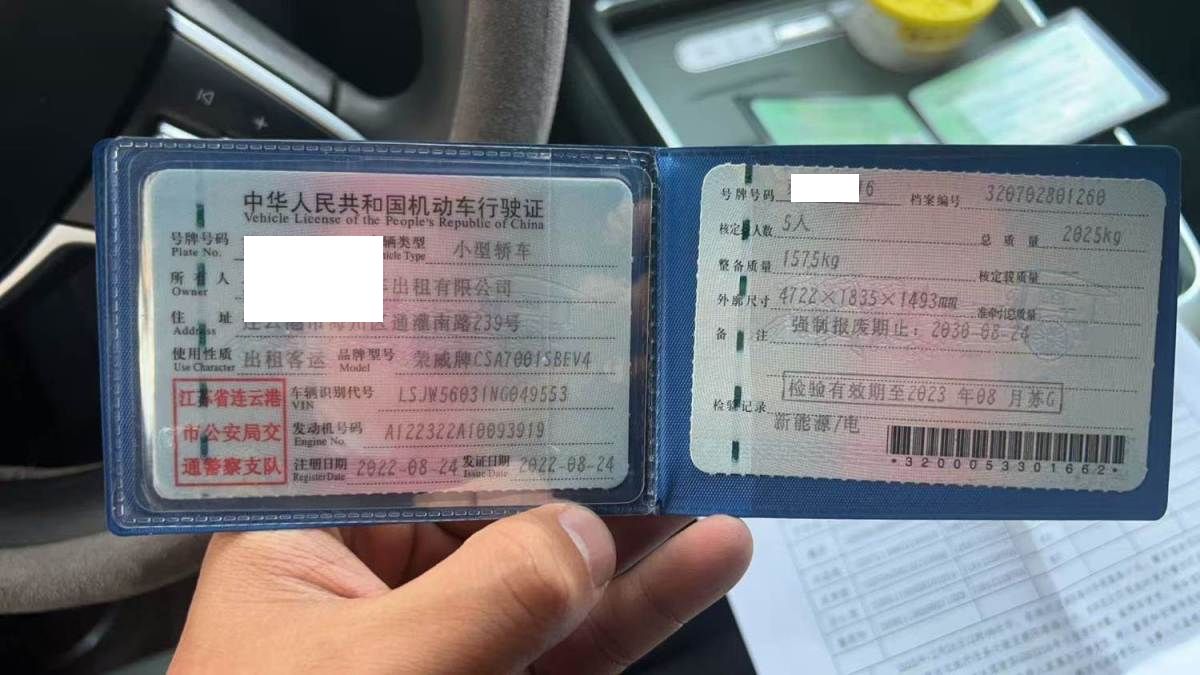 中华人民共和国机动车行驶证
Vehicle License of the People's Republic of China
号牌号码
Plate No.
辆类型
hicle Type
小型轿车
所有人
Owner
出租有限公司
住址
Address
连云港市海州区通灌南路239号
使用性质
Use Character
出租客运
品牌型号
Model
荣威牌CSA7001SBEV4
江苏省连云港
市公安局交
通警察支队
车辆识别代号
VIN
LSJW56031NG049553
发动机号码
Engine No.
A122322A10093919
注册日期
Register Date
2022-08-24
发证日期
Issue Date
2022-08-24
号牌号码
6
档案编号
320702801260
核定人数
5人
总质量
2025kg
整备质量
1575kg
核定载质量
外廓尺寸
4722×1835×1493mm
准牵引总质量
备注
强制报废期止：2030-08-24
检验有效期至2023 年08 月苏G
检验记录
新能源/电
*3200053301662*